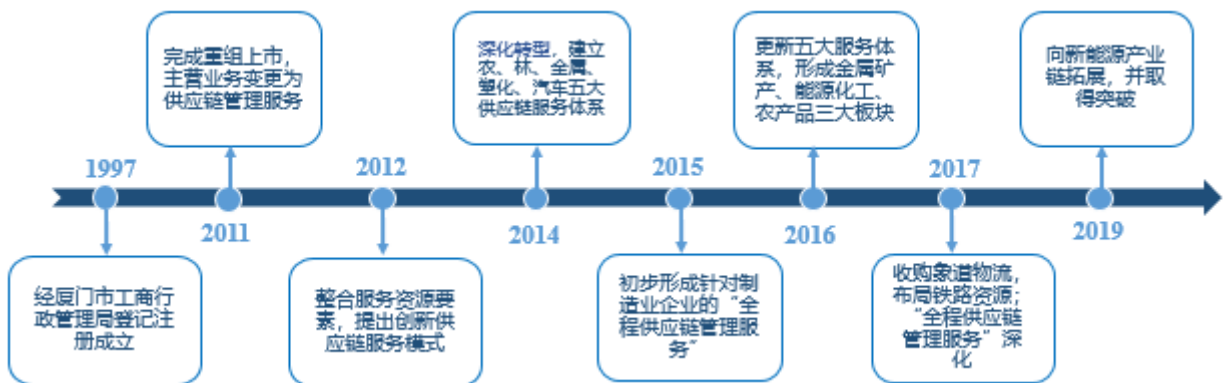 完成重组上市，
主营业务变更为
供应链管理服务
深化转型，建立
农、林、金属、
塑化、汽车五大
供应链服务体系
更新五大服务体
系，形成金属矿
产、能源化工、
农产品三大板块
向新能源产业
链拓展，并取
得突破
1997
2012
2015
2017
2011
2014
2016
2019
经厦门市工商行
政管理局登记注
册成立
整合服务资源要
素，提出创新供
应链服务模式
初步形成针对制
造业企业的“全
程供应链管理服
务”
收购象道物流，
布局铁路资源；
“全程供应链
管理服务”深
化